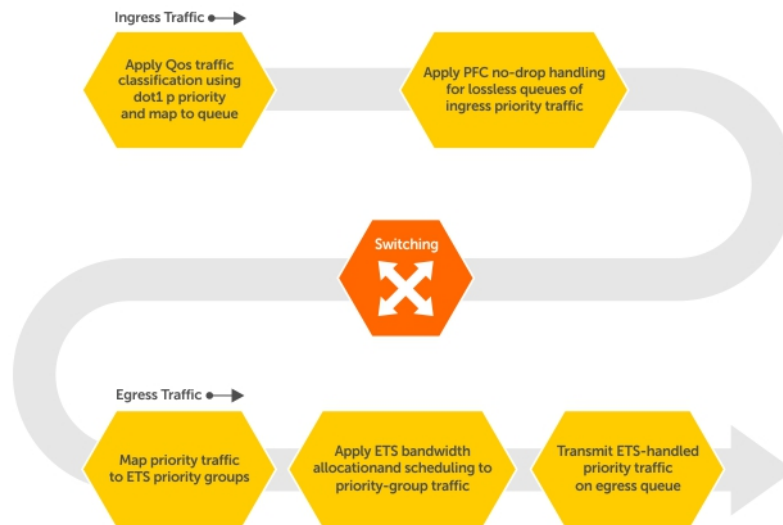 Ingress Traffic
Apply Qos traffic
classification using
dot1 p priority
and map to queue
Apply PFC no-drop handling
for lossless queues of
ingress priority traffic
Switching
Egress Traffic
Map priority traffic
to ETS priority groups
Apply ETS bandwidth
allocationand scheduling to
priority-group traffic
Transmit ETS-handled
priority traffic
on egress queue